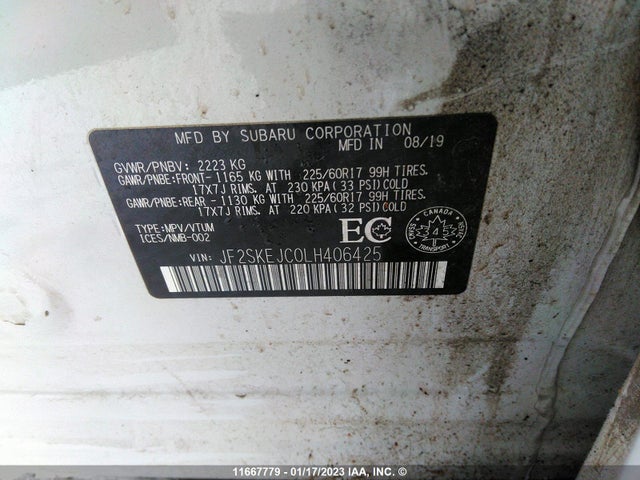 MFD BY SUBARU CORPORATION
MFD IN 08/19
GVWR/PNBV: 2223 KG
GAWR/PNBE:FRONT-1165 KG WITH 225/60R17 99H TIRES.
17X7J RIMS. AT 230 KPA(33 PSI)COLD
GAWR/PNBE:REAR -1130 KG WITH 225/60R17 99H TIRES.
17X7J RIMS. AT 220 KPA(32 PSI)COLD
TYPE:MPV/VTUM
ICES/NMB-002
EC
CANADA
4
TRANSPORT
VIN: JF2SKEJC0LH406425
11667779 - 01/17/2023 IAA, INC. ©